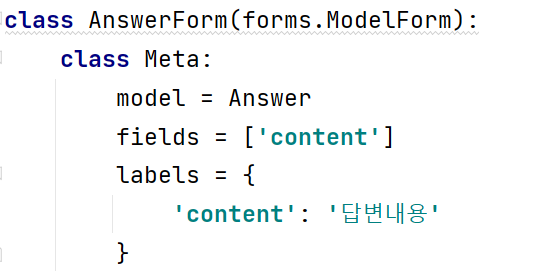 class AnswerForm(forms.ModelForm):
    class Meta:
        model = Answer
        fields = ['content']
        labels = {
            'content': '답변내용'
        }